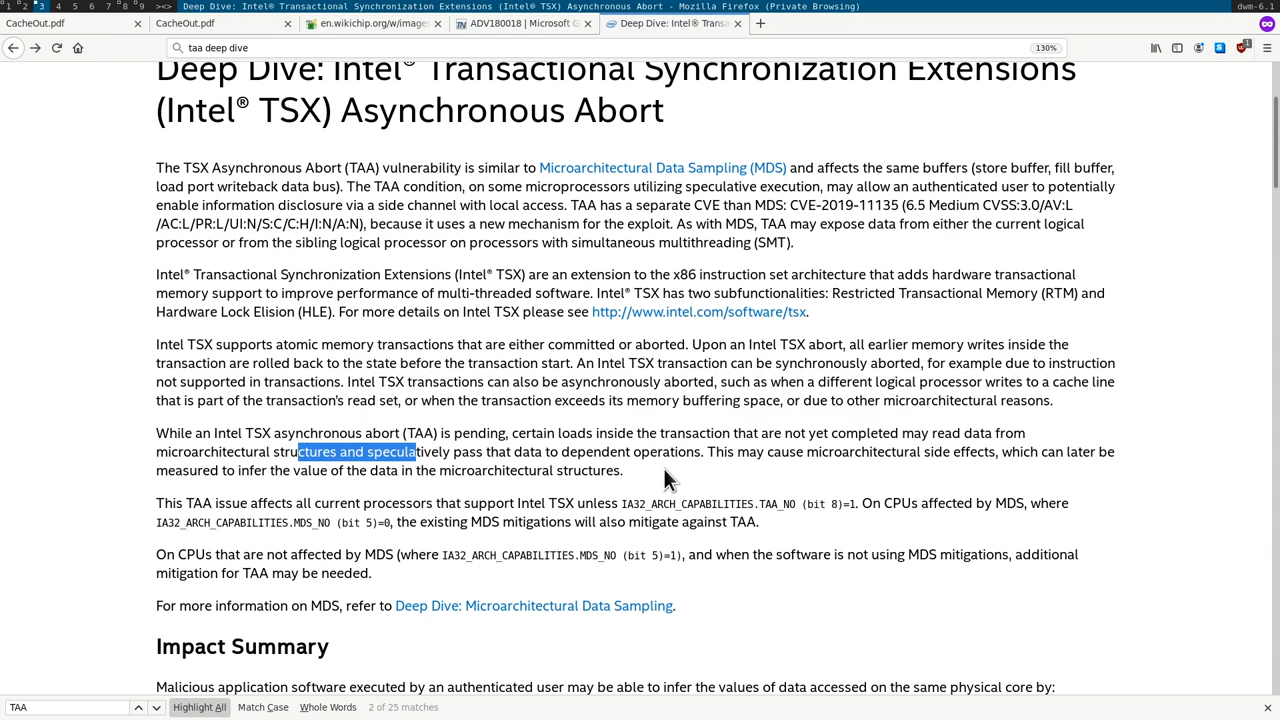 1 2 3 4 5 6 7 8 9 ><> Deep Dive: Intel® Transactional Synchronization Extensions (Intel® TSX) Asynchronous Abort - Mozilla Firefox (Private Browsing) dwm-6.1
CacheOut.pdf CacheOut.pdf en.wikichip.org/w/image ADV180018 | Microsoft G Deep Dive: Intel® Transa
taa deep dive 130%
Deep Dive: Intel® Transactional Synchronization Extensions
(Intel® TSX) Asynchronous Abort
The TSX Asynchronous Abort (TAA) vulnerability is similar to Microarchitectural Data Sampling (MDS) and affects the same buffers (store buffer, fill buffer,
load port writeback data bus). The TAA condition, on some microprocessors utilizing speculative execution, may allow an authenticated user to potentially
enable information disclosure via a side channel with local access. TAA has a separate CVE than MDS: CVE-2019-11135 (6.5 Medium CVSS:3.0/AV:L
/AC:L/PR:L/UI:N/S:C/C:H/I:N/A:N), because it uses a new mechanism for the exploit. As with MDS, TAA may expose data from either the current logical
processor or from the sibling logical processor on processors with simultaneous multithreading (SMT).
Intel® Transactional Synchronization Extensions (Intel® TSX) are an extension to the x86 instruction set architecture that adds hardware transactional
memory support to improve performance of multi-threaded software. Intel® TSX has two subfunctionalities: Restricted Transactional Memory (RTM) and
Hardware Lock Elision (HLE). For more details on Intel TSX please see http://www.intel.com/software/tsx.
Intel TSX supports atomic memory transactions that are either committed or aborted. Upon an Intel TSX abort, all earlier memory writes inside the
transaction are rolled back to the state before the transaction start. An Intel TSX transaction can be synchronously aborted, for example due to instruction
not supported in transactions. Intel TSX transactions can also be asynchronously aborted, such as when a different logical processor writes to a cache line
that is part of the transaction's read set, or when the transaction exceeds its memory buffering space, or due to other microarchitectural reasons.
While an Intel TSX asynchronous abort (TAA) is pending, certain loads inside the transaction that are not yet completed may read data from
microarchitectural structures and speculatively pass that data to dependent operations. This may cause microarchitectural side effects, which can later be
measured to infer the value of the data in the microarchitectural structures.
This TAA issue affects all current processors that support Intel TSX unless IA32_ARCH_CAPABILITIES.TAA_NO (bit 8)=1. On CPUs affected by MDS, where
IA32_ARCH_CAPABILITIES.MDS_NO (bit 5)=0, the existing MDS mitigations will also mitigate against TAA.
On CPUs that are not affected by MDS (where IA32_ARCH_CAPABILITIES.MDS_NO (bit 5)=1), and when the software is not using MDS mitigations, additional
mitigation for TAA may be needed.
For more information on MDS, refer to Deep Dive: Microarchitectural Data Sampling.
Impact Summary
Malicious application software executed by an authenticated user may be able to infer the values of data accessed on the same physical core by:
TAA Highlight All Match Case Whole Words 2 of 25 matches